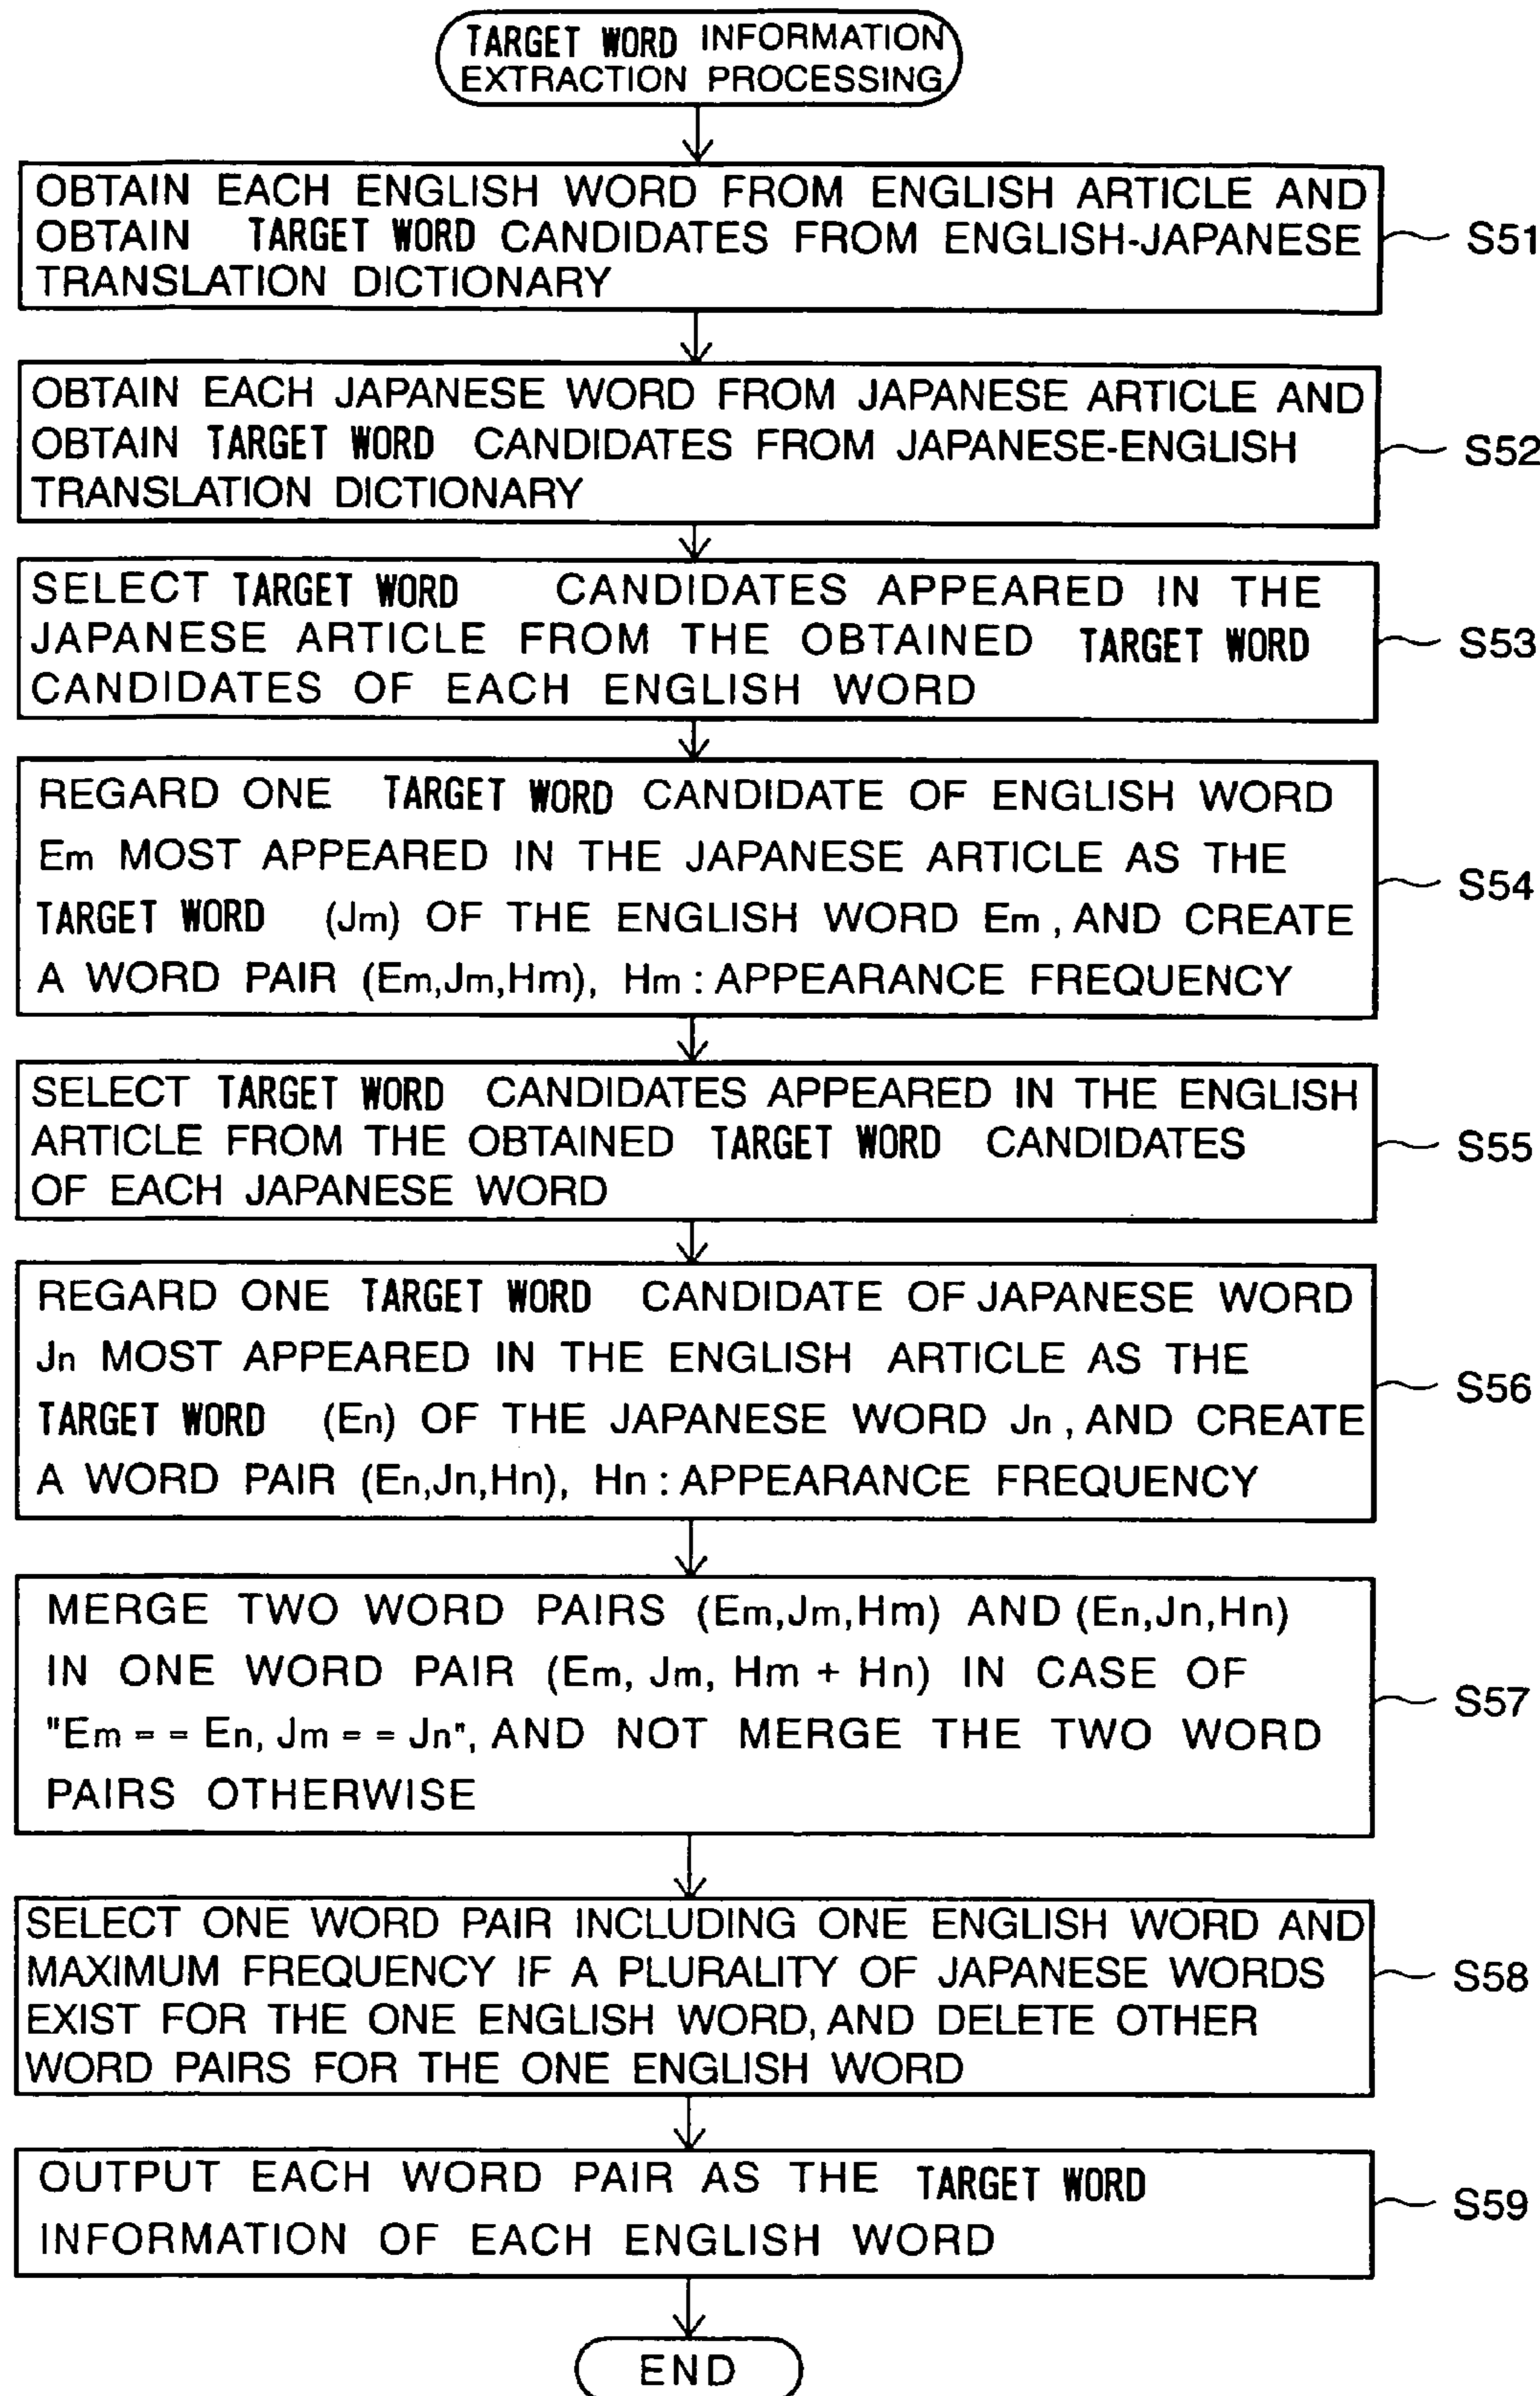 TARGET WORD INFORMATION
EXTRACTION PROCESSING
OBTAIN EACH ENGLISH WORD FROM ENGLISH ARTICLE AND
OBTAIN TARGET WORD CANDIDATES FROM ENGLISH-JAPANESE
TRANSLATION DICTIONARY
S51
OBTAIN EACH JAPANESE WORD FROM JAPANESE ARTICLE AND
OBTAIN TARGET WORD CANDIDATES FROM JAPANESE-ENGLISH
TRANSLATION DICTIONARY
S52
SELECT TARGET WORD CANDIDATES APPEARED IN THE
JAPANESE ARTICLE FROM THE OBTAINED TARGET WORD
CANDIDATES OF EACH ENGLISH WORD
S53
REGARD ONE TARGET WORD CANDIDATE OF ENGLISH WORD
Em MOST APPEARED IN THE JAPANESE ARTICLE AS THE
TARGET WORD (Jm) OF THE ENGLISH WORD Em , AND CREATE
A WORD PAIR (Em,Jm,Hm), Hm : APPEARANCE FREQUENCY
S54
SELECT TARGET WORD CANDIDATES APPEARED IN THE ENGLISH
ARTICLE FROM THE OBTAINED TARGET WORD CANDIDATES
OF EACH JAPANESE WORD
S55
REGARD ONE TARGET WORD CANDIDATE OF JAPANESE WORD
Jn MOST APPEARED IN THE ENGLISH ARTICLE AS THE
TARGET WORD (En) OF THE JAPANESE WORD Jn , AND CREATE
A WORD PAIR (En,Jn,Hn), Hn : APPEARANCE FREQUENCY
S56
MERGE TWO WORD PAIRS (Em,Jm,Hm) AND (En,Jn,Hn)
IN ONE WORD PAIR (Em, Jm, Hm + Hn) IN CASE OF
"Em = = En, Jm = = Jn", AND NOT MERGE THE TWO WORD
PAIRS OTHERWISE
S57
SELECT ONE WORD PAIR INCLUDING ONE ENGLISH WORD AND
MAXIMUM FREQUENCY IF A PLURALITY OF JAPANESE WORDS
EXIST FOR THE ONE ENGLISH WORD, AND DELETE OTHER
WORD PAIRS FOR THE ONE ENGLISH WORD
S58
OUTPUT EACH WORD PAIR AS THE TARGET WORD
INFORMATION OF EACH ENGLISH WORD
S59
END